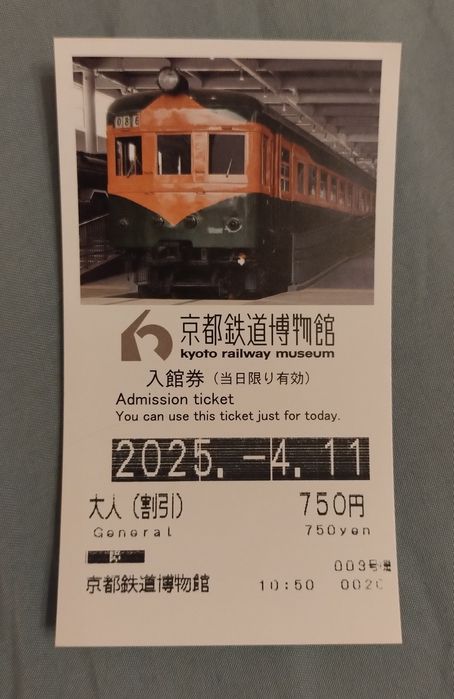 086
京都鉄道博物館
kyoto railway museum
入館券（当日限り有効）
Admission ticket
You can use this ticket just for today.
2025.-4.11
大人（割引） 750円
General 750yen
003号
京都鉄道博物館 10:50 0020